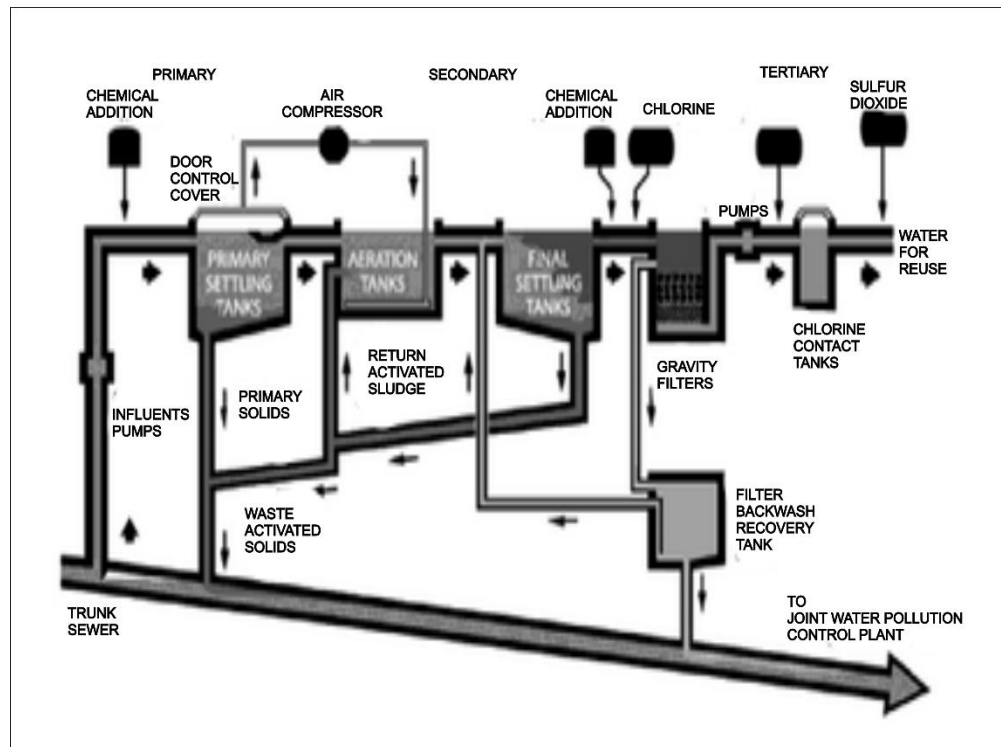 PRIMARY
SECONDARY
TERTIARY
CHEMICAL
ADDITION
AIR
COMPRESSOR
CHEMICAL
ADDITION
CHLORINE
SULFUR
DIOXIDE
DOOR
CONTROL
COVER
PUMPS
PRIMARY
SETTLING
TANKS
AERATION
TANKS
FINAL
SETTLING
TANKS
WATER
FOR
REUSE
CHLORINE
CONTACT
TANKS
RETURN
ACTIVATED
SLUDGE
GRAVITY
FILTERS
INFLUENTS
PUMPS
PRIMARY
SOLIDS
WASTE
ACTIVATED
SOLIDS
FILTER
BACKWASH
RECOVERY
TANK
TRUNK
SEWER
TO
JOINT WATER POLLUTION
CONTROL PLANT